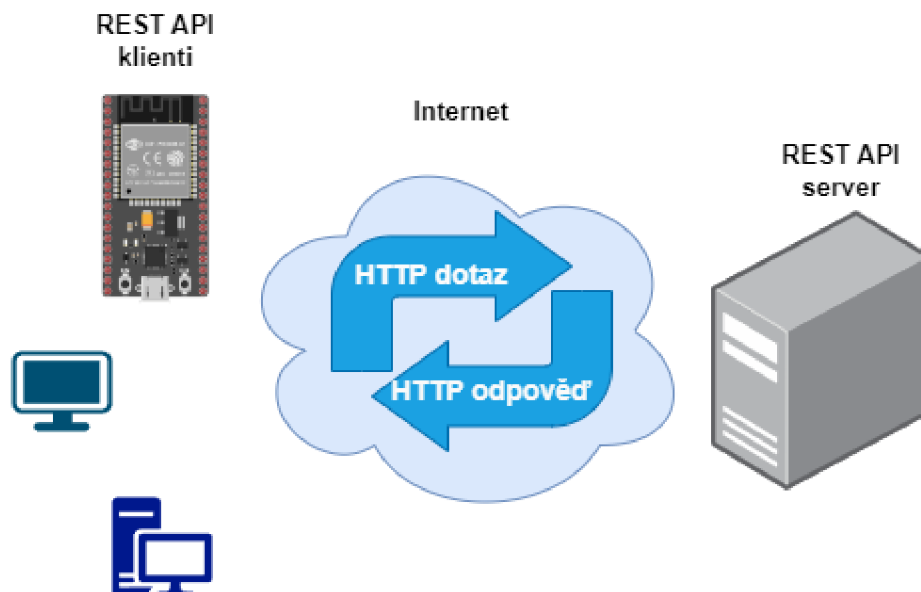 REST API
klienti
Internet
REST API
server
HTTP dotaz
HTTP odpověď